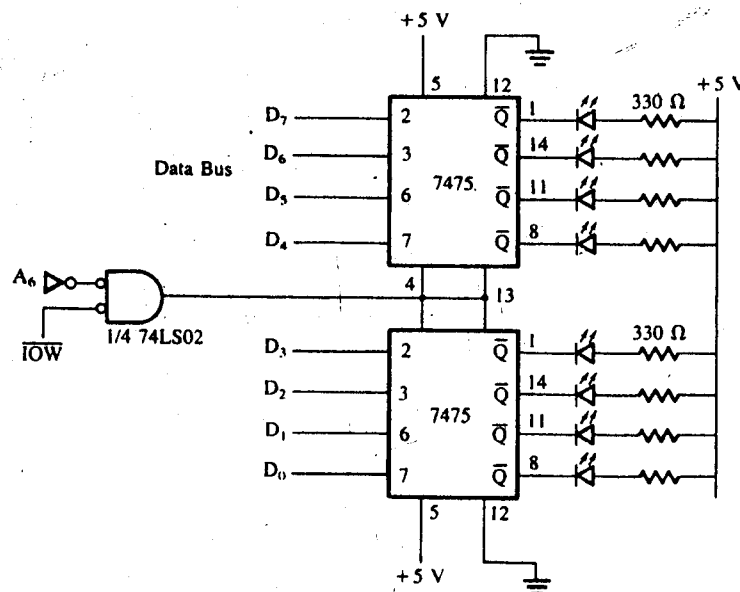 +5 V
5 12
+5 V
D₇ 2 Q̅ 1 330 Ω
D₆ 3 Q̅ 14
Data Bus
7475
D₅ 6 Q̅ 11
D₄ 7 Q̅ 8
A₆
4 13
1/4 74LS02
I̅O̅W̅
D₃ 2 Q̅ 1 330 Ω
D₂ 3 Q̅ 14
7475
D₁ 6 Q̅ 11
D₀ 7 Q̅ 8
5 12
+5 V